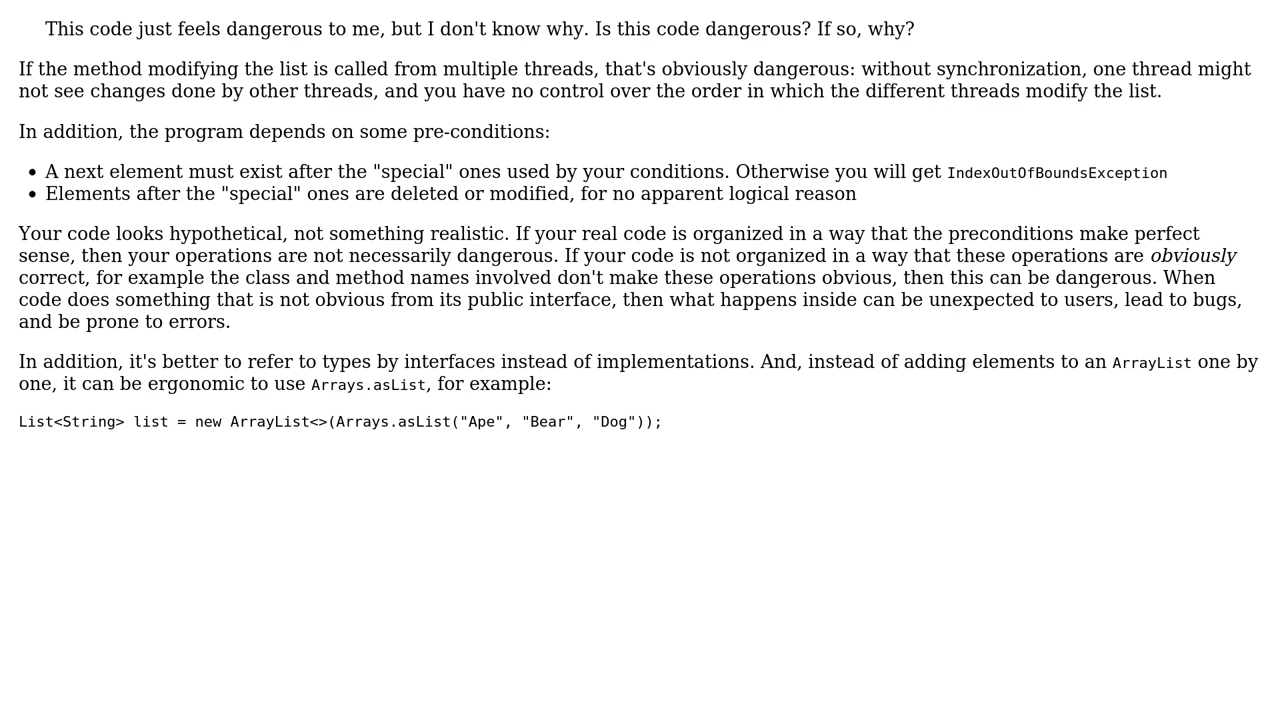 This code just feels dangerous to me, but I don't know why. Is this code dangerous? If so, why?
If the method modifying the list is called from multiple threads, that's obviously dangerous: without synchronization, one thread might
not see changes done by other threads, and you have no control over the order in which the different threads modify the list.
In addition, the program depends on some pre-conditions:
• A next element must exist after the "special" ones used by your conditions. Otherwise you will get IndexOutOfBoundsException
• Elements after the "special" ones are deleted or modified, for no apparent logical reason
Your code looks hypothetical, not something realistic. If your real code is organized in a way that the preconditions make perfect
sense, then your operations are not necessarily dangerous. If your code is not organized in a way that these operations are obviously
correct, for example the class and method names involved don't make these operations obvious, then this can be dangerous. When
code does something that is not obvious from its public interface, then what happens inside can be unexpected to users, lead to bugs,
and be prone to errors.
In addition, it's better to refer to types by interfaces instead of implementations. And, instead of adding elements to an ArrayList one by
one, it can be ergonomic to use Arrays.asList, for example:
List<String> list = new ArrayList<>(Arrays.asList("Ape", "Bear", "Dog"));